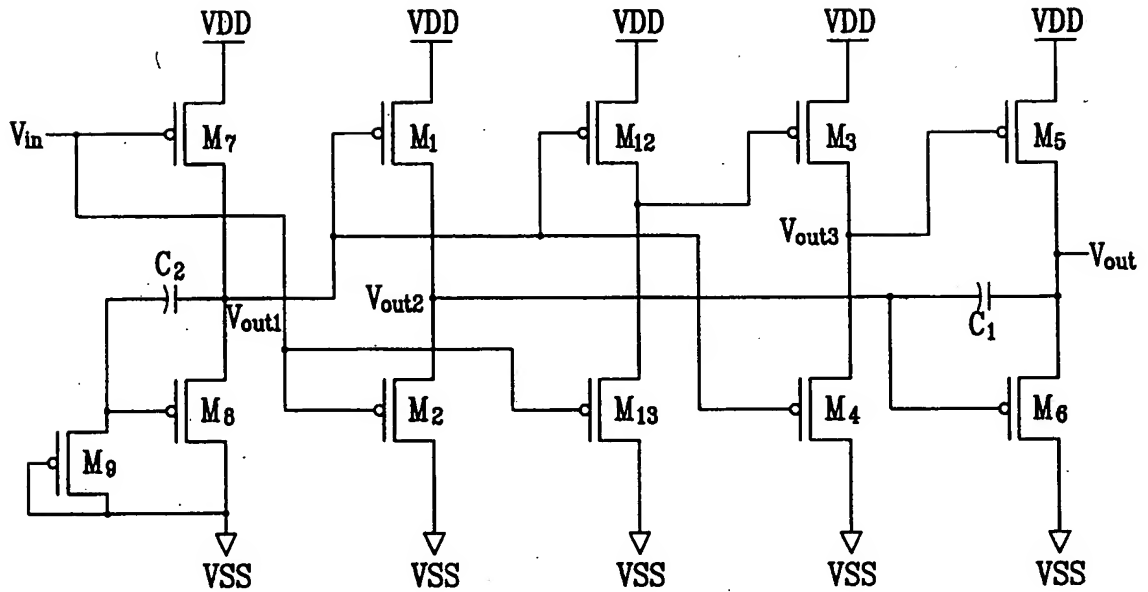 VDD VDD VDD VDD VDD
Vin M7 M1 M12 M3 M5
Vout3 Vout
C2 Vout1 Vout2 C1
M8 M2 M13 M4 M6
M9
VSS VSS VSS VSS VSS